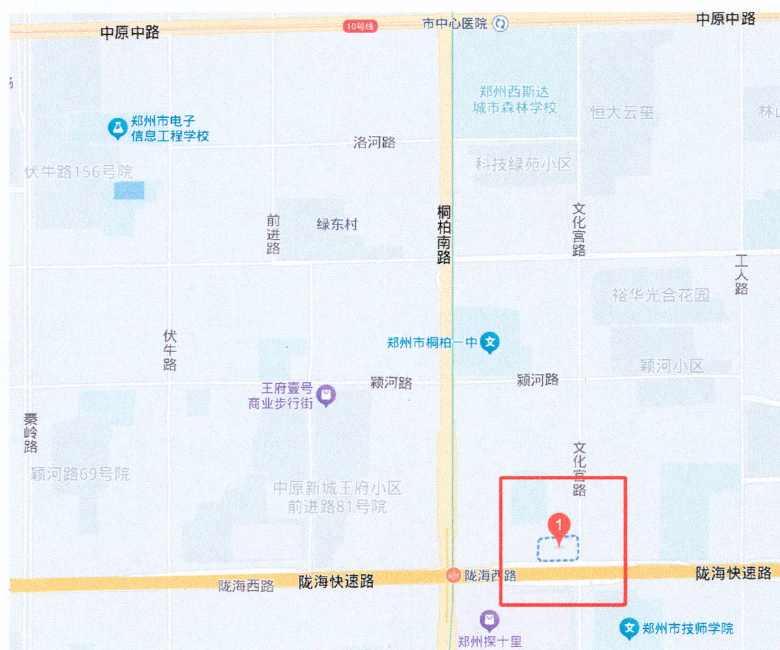 中原中路
10号线
市中心医院
中原中路
郑州西斯达
城市森林学校
恒大云玺
林山
郑州市电子
信息工程学校
洛河路
伏牛路156号院
科技绿苑小区
前进路
绿东村
桐柏南路
文化宫路
工人路
裕华光合花园
伏牛路
郑州市桐柏一中
颍河小区
王府壹号
商业步行街
颍河路
颍河路
秦岭路
文化宫路
颍河路69号院
中原新城王府小区
前进路81号院
1
陇海西路
陇海快速路
陇海西路
陇海快速路
郑州探十里
郑州市技师学院